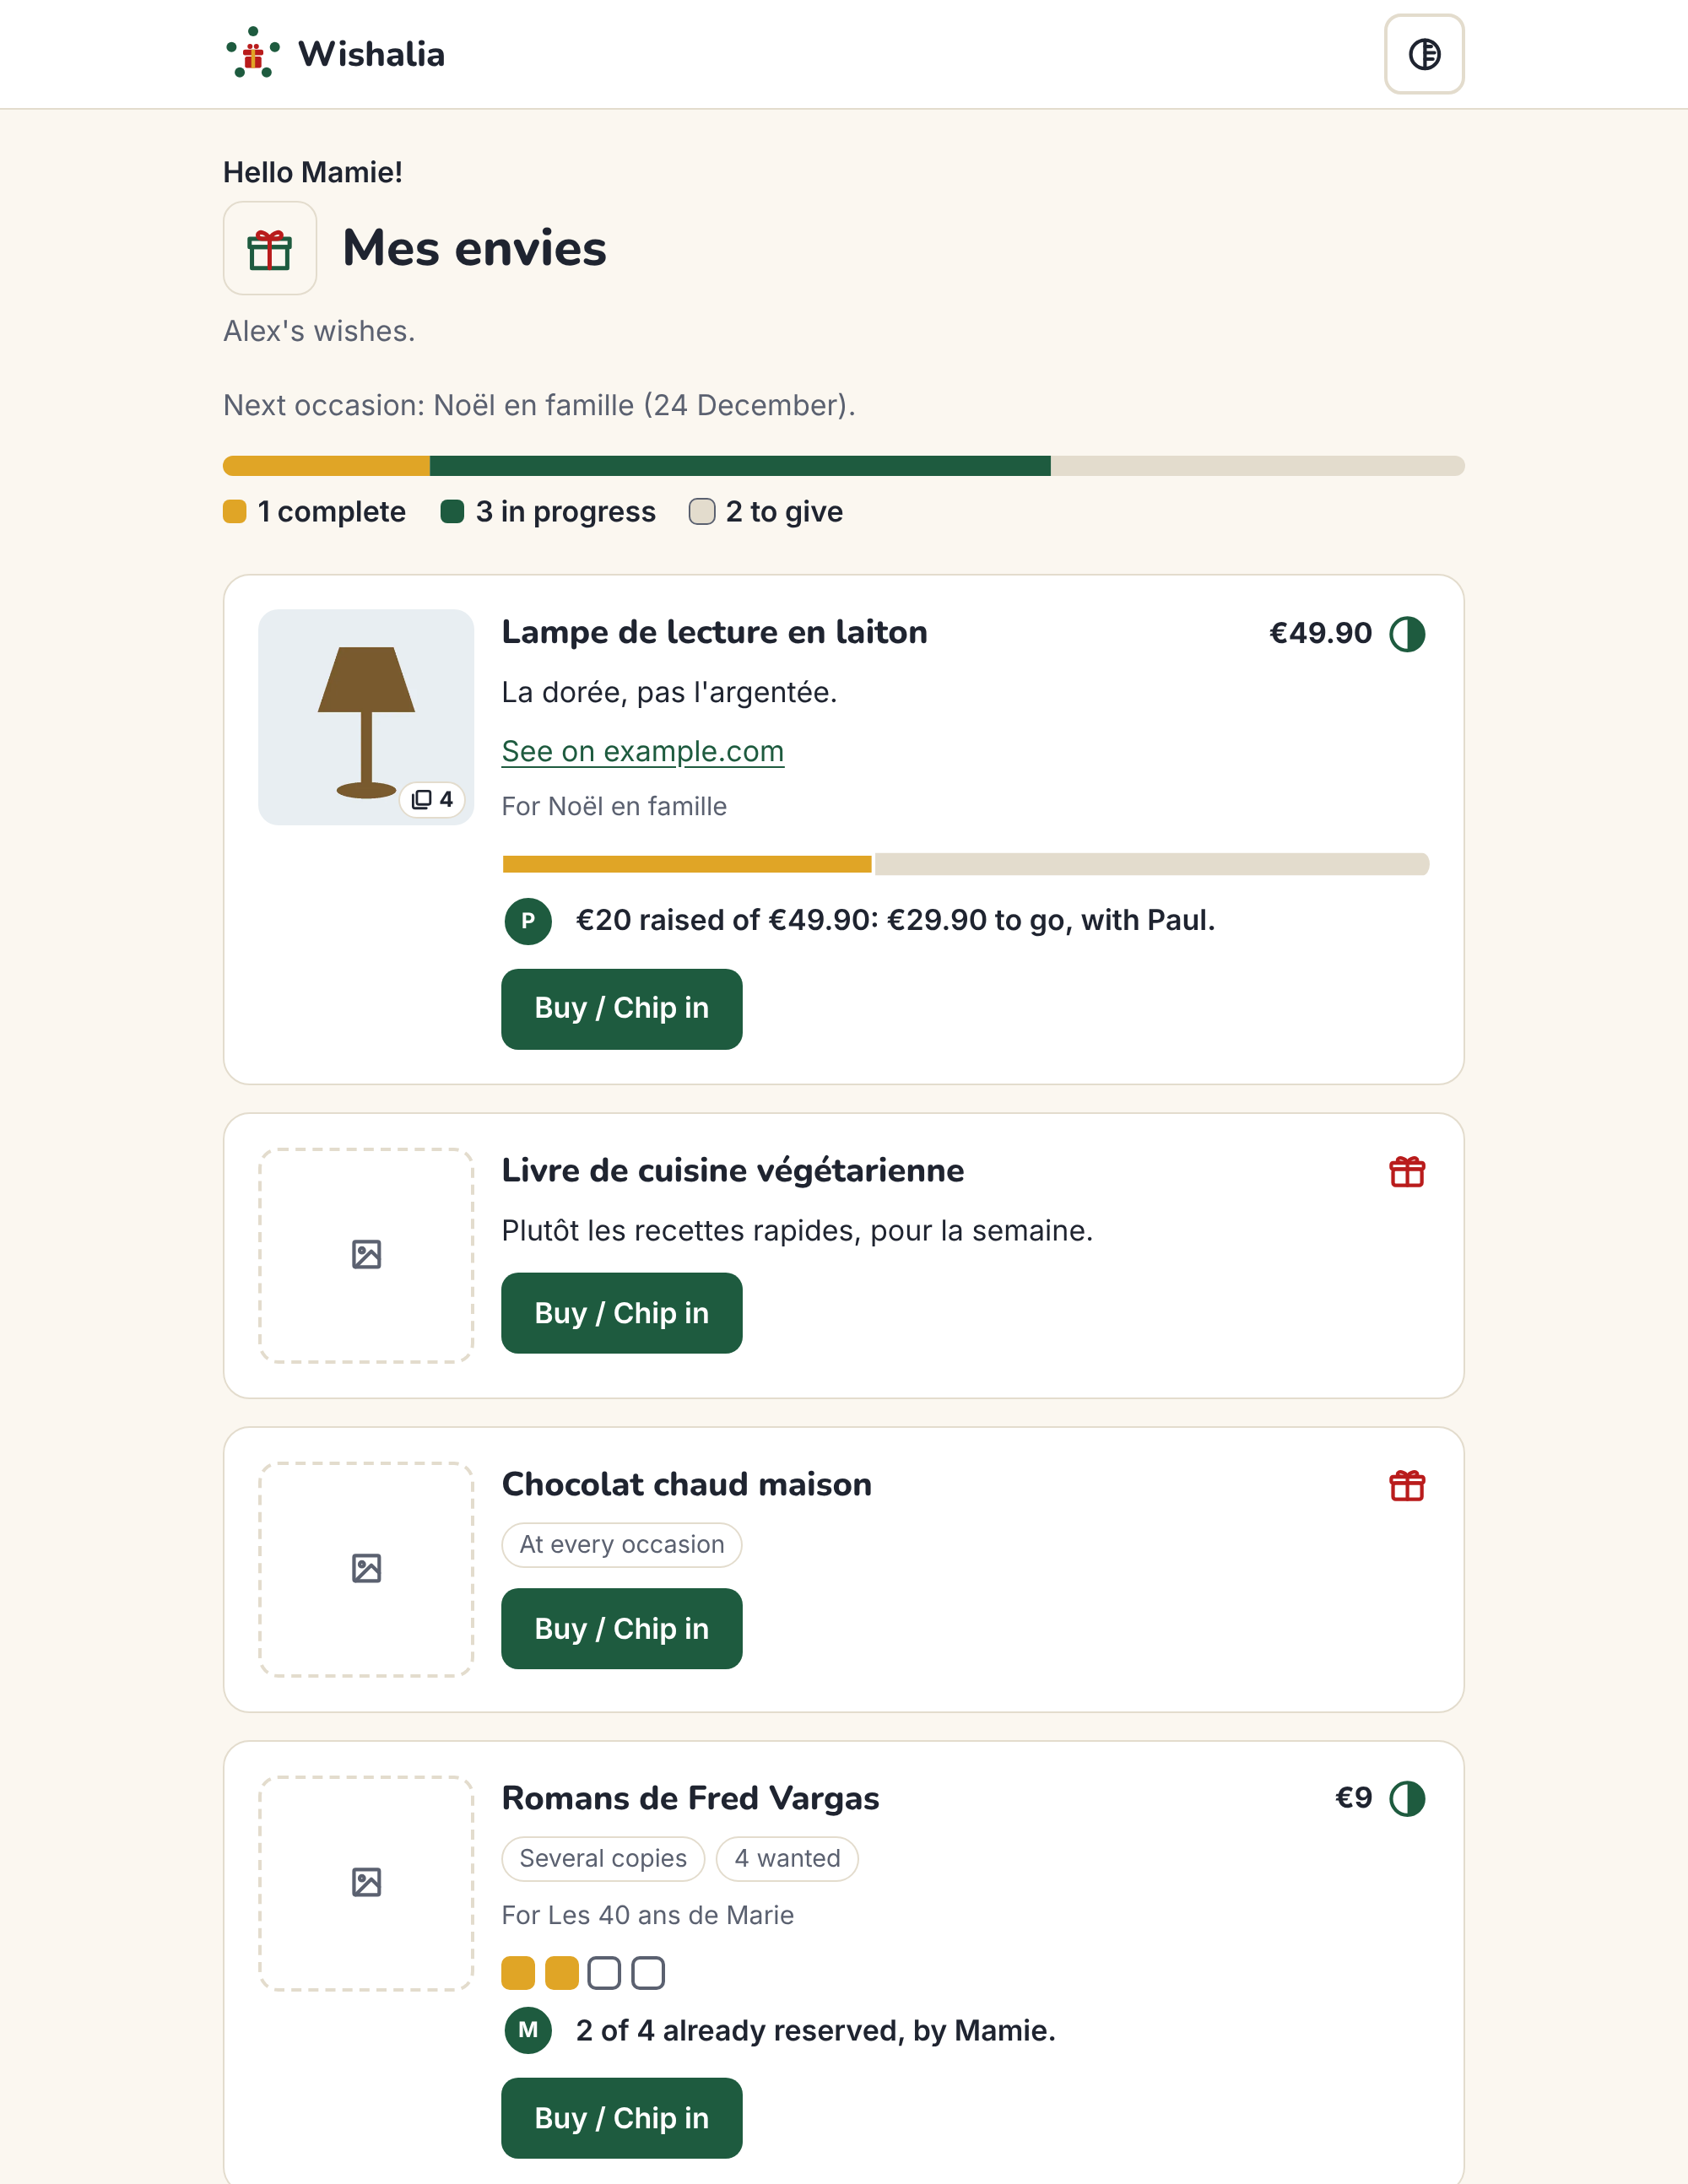 Wishalia
Hello Mamie!
Mes envies
Alex's wishes.
Next occasion: Noël en famille (24 December).
1 complete 3 in progress 2 to give
Lampe de lecture en laiton €49.90
La dorée, pas l'argentée.
See on example.com
4
For Noël en famille
P €20 raised of €49.90: €29.90 to go, with Paul.
Buy / Chip in
Livre de cuisine végétarienne
Plutôt les recettes rapides, pour la semaine.
Buy / Chip in
Chocolat chaud maison
At every occasion
Buy / Chip in
Romans de Fred Vargas €9
Several copies 4 wanted
For Les 40 ans de Marie
M 2 of 4 already reserved, by Mamie.
Buy / Chip in